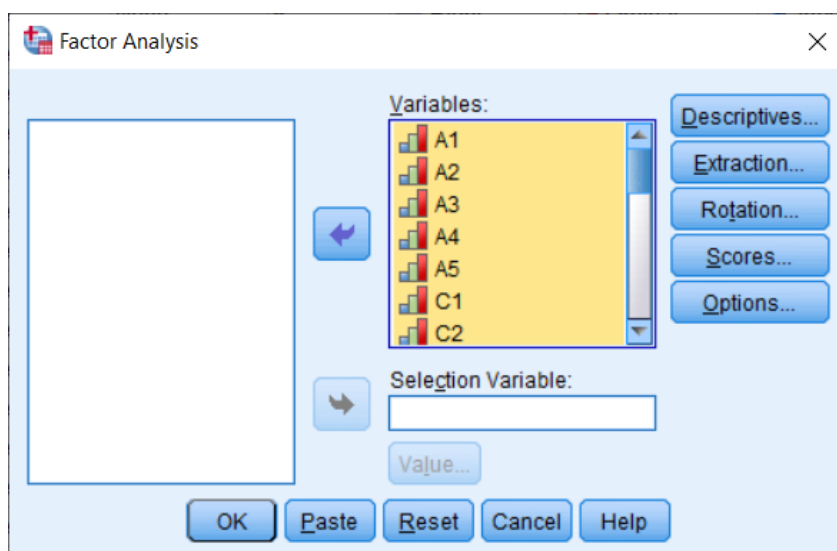 Factor Analysis
Variables:
A1
A2
A3
A4
A5
C1
C2
Descriptives...
Extraction...
Rotation...
Scores...
Options...
Selection Variable:
Value...
OK Paste Reset Cancel Help